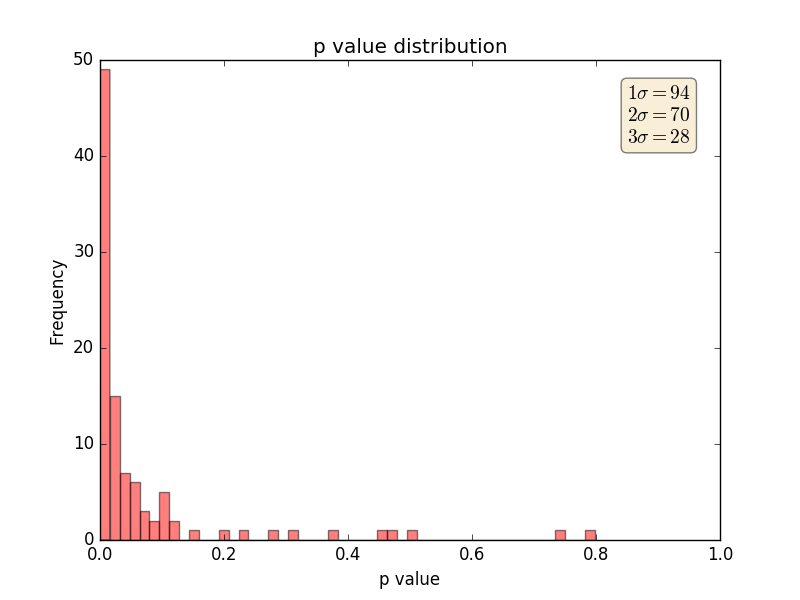 p value distribution
1σ = 94
2σ = 70
3σ = 28
50
40
30
20
10
0
Frequency
0.0 0.2 0.4 0.6 0.8 1.0
p value